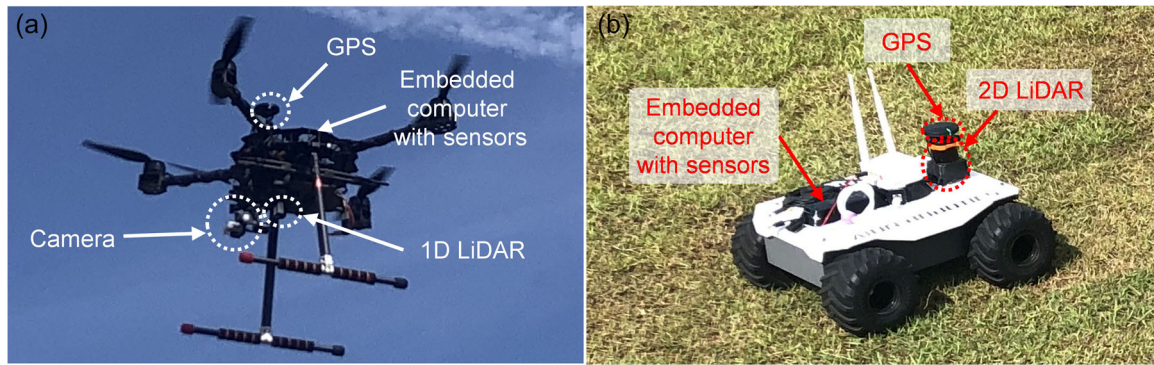 (a)
GPS
Embedded
computer
with sensors
Camera
1D LiDAR
(b)
GPS
2D LiDAR
Embedded
computer
with sensors